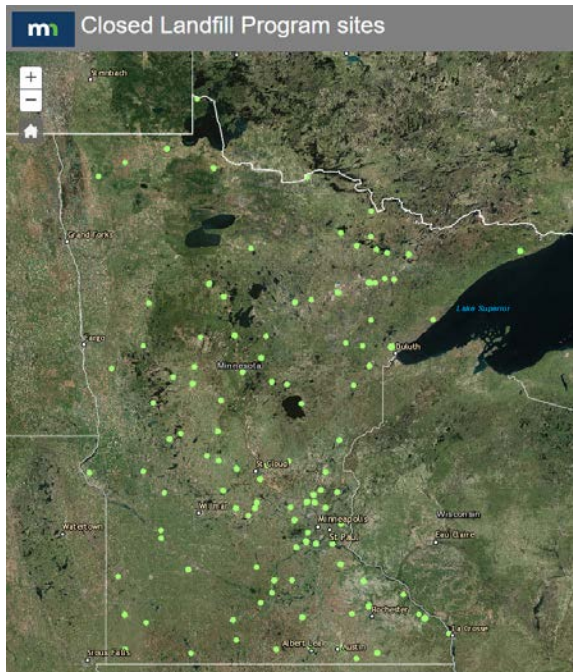 mn Closed Landfill Program sites
Steinbach
+
−
Grand Forks
Lake Superior
Fargo
Duluth
Minnesota
St Cloud
Willmar
Minneapolis
Wisconsin
Watertown
St Paul
Eau Claire
Rochester
La Crosse
Albert Lea
Austin
Sioux Falls